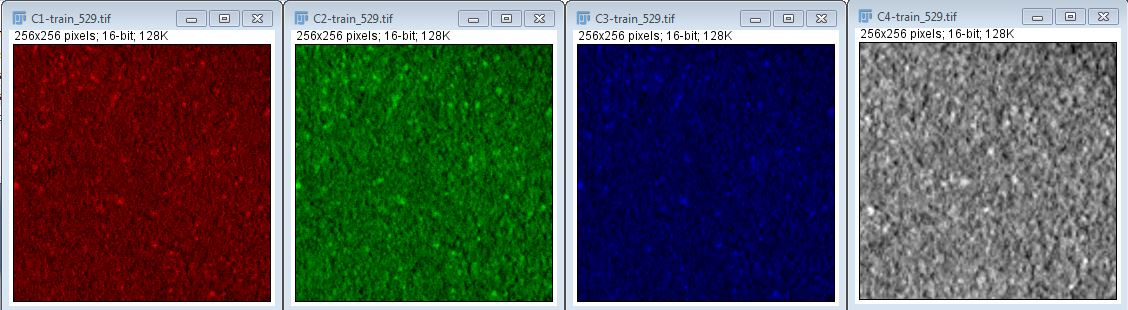 C1-train_529.tif
256x256 pixels; 16-bit; 128K
C2-train_529.tif
256x256 pixels; 16-bit; 128K
C3-train_529.tif
256x256 pixels; 16-bit; 128K
C4-train_529.tif
256x256 pixels; 16-bit; 128K